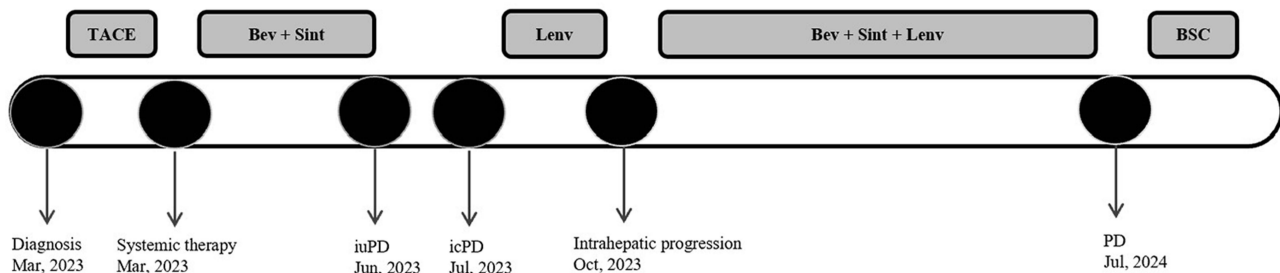 TACE
Bev + Sint
Lenv
Bev + Sint + Lenv
BSC
Diagnosis
Mar, 2023
Systemic therapy
Mar, 2023
iuPD
Jun, 2023
icPD
Jul, 2023
Intrahepatic progression
Oct, 2023
PD
Jul, 2024